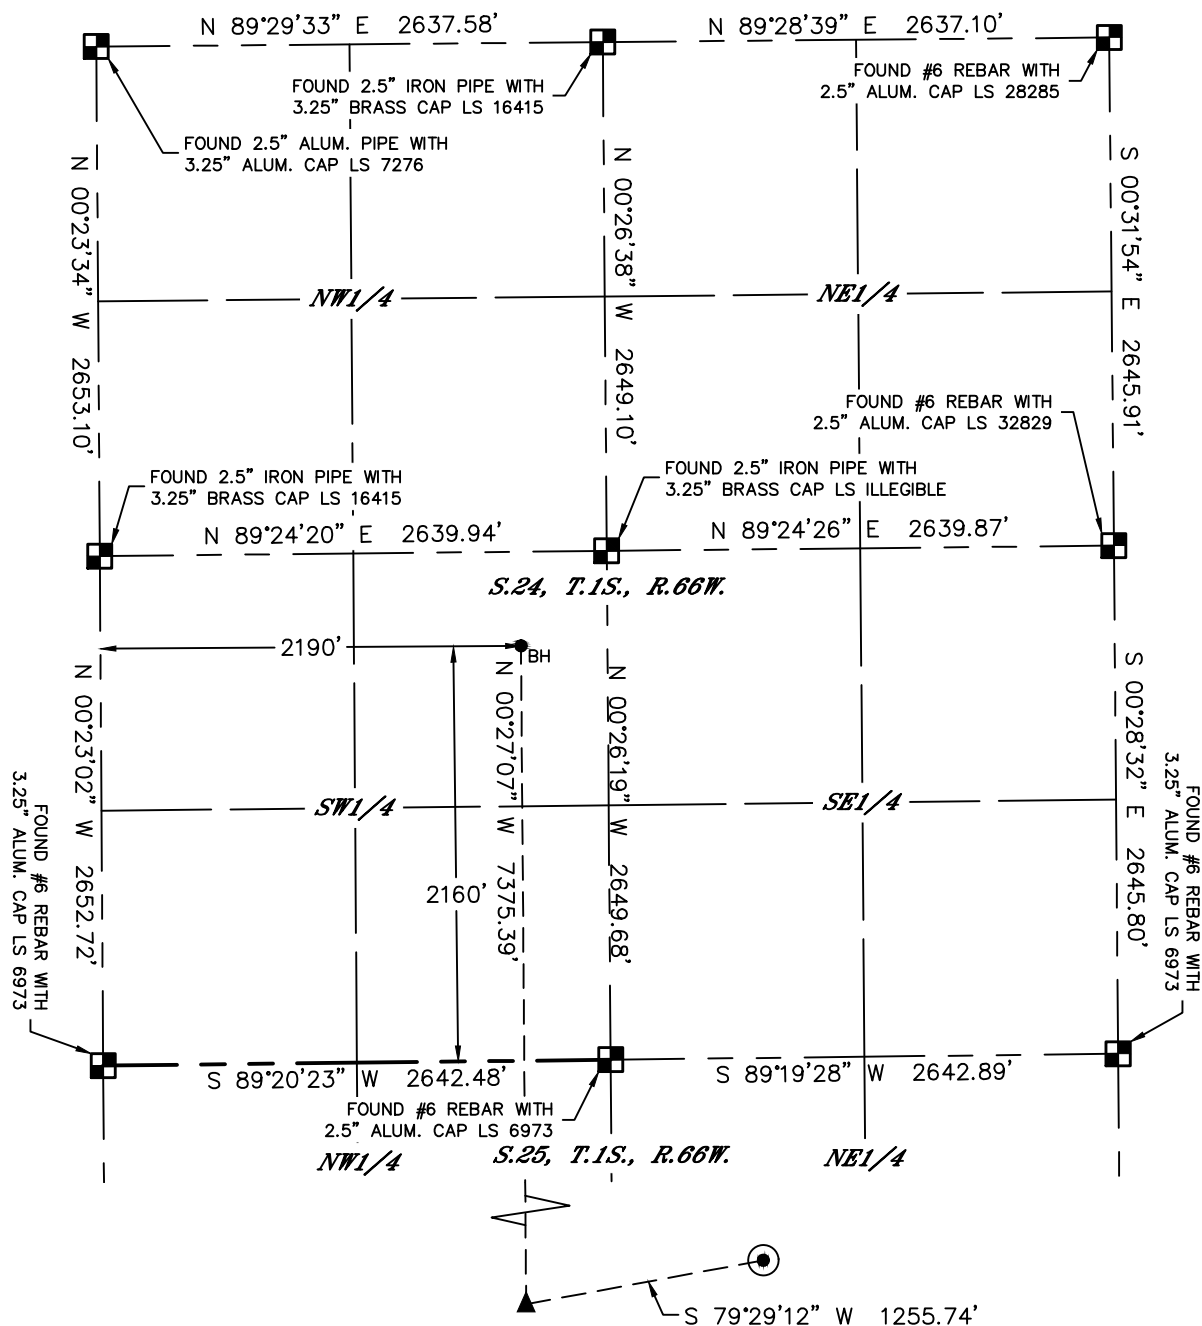 N 89°29'33" E 2637.58'
N 89°28'39" E 2637.10'
FOUND 2.5" IRON PIPE WITH
3.25" BRASS CAP LS 16415
FOUND #6 REBAR WITH
2.5" ALUM. CAP LS 28285
FOUND 2.5" ALUM. PIPE WITH
3.25" ALUM. CAP LS 7276
N 00°23'34" W 2653.10'
N 00°26'38" W 2649.10'
S 00°31'54" E 2645.91'
NW1/4
NE1/4
FOUND #6 REBAR WITH
2.5" ALUM. CAP LS 32829
FOUND 2.5" IRON PIPE WITH
3.25" BRASS CAP LS 16415
FOUND 2.5" IRON PIPE WITH
3.25" BRASS CAP LS ILLEGIBLE
N 89°24'20" E 2639.94'
N 89°24'26" E 2639.87'
S.24, T.1S., R.66W.
2190'
BH
N 00°23'02" W 2652.72'
N 00°27'07" W 7375.39'
N 00°26'19" W 2649.68'
S 00°28'32" E 2645.80'
SW1/4
SE1/4
2160'
FOUND #6 REBAR WITH
3.25" ALUM. CAP LS 6973
FOUND #6 REBAR WITH
3.25" ALUM. CAP LS 6973
S 89°20'23" W 2642.48'
S 89°19'28" W 2642.89'
FOUND #6 REBAR WITH
2.5" ALUM. CAP LS 6973
NW1/4
S.25, T.1S., R.66W.
NE1/4
S 79°29'12" W 1255.74'